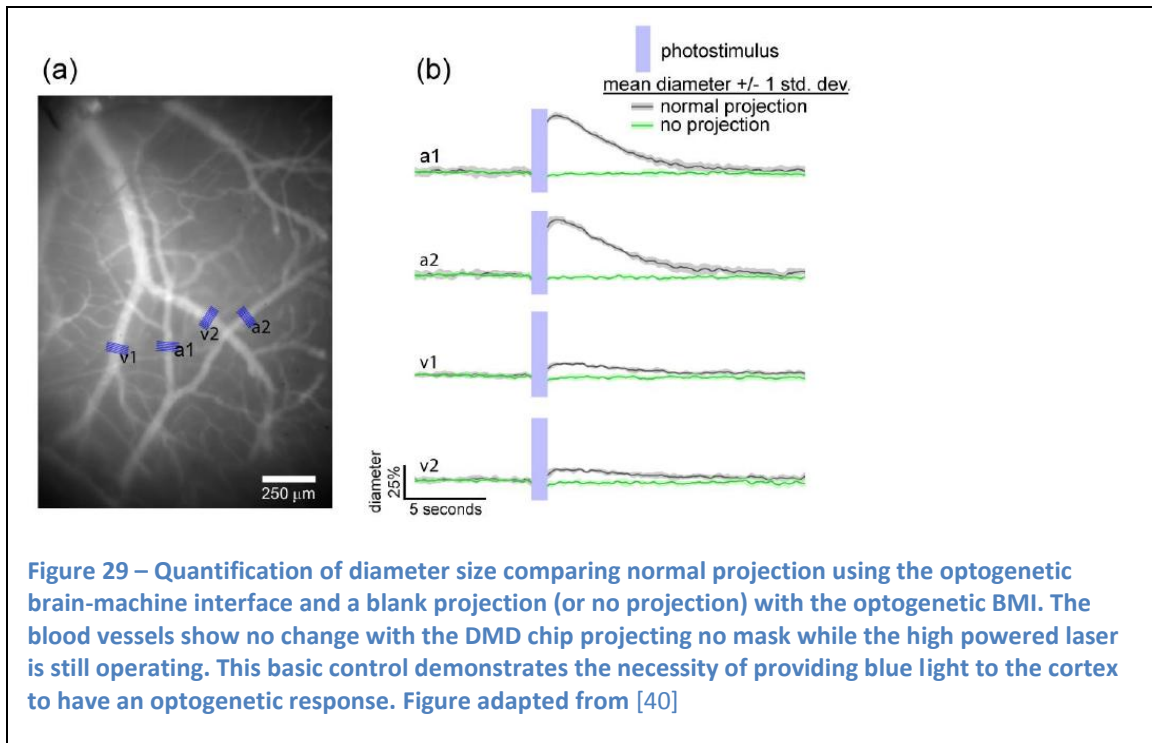 (a)
v1
a1
v2
a2
250 μm
(b)
photostimulus
mean diameter +/- 1 std. dev.
normal projection
no projection
a1
a2
v1
v2
diameter
25%
5 seconds
Figure 29 – Quantification of diameter size comparing normal projection using the optogenetic
brain-machine interface and a blank projection (or no projection) with the optogenetic BMI. The
blood vessels show no change with the DMD chip projecting no mask while the high powered laser
is still operating. This basic control demonstrates the necessity of providing blue light to the cortex
to have an optogenetic response. Figure adapted from [40]